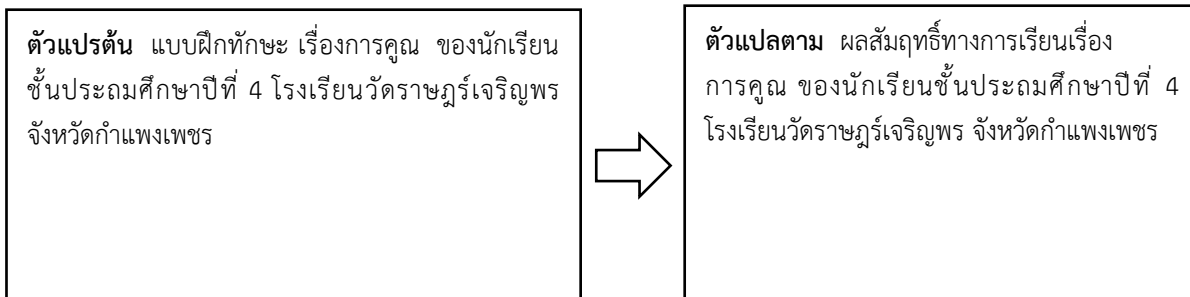 ตัวแปรต้น แบบฝึกทักษะ เรื่องการคูณ ของนักเรียน
ชั้นประถมศึกษาปีที่ 4 โรงเรียนวัดราษฎร์เจริญพร
จังหวัดกำแพงเพชร
ตัวแปลตาม ผลสัมฤทธิ์ทางการเรียนเรื่อง
การคูณ ของนักเรียนชั้นประถมศึกษาปีที่ 4
โรงเรียนวัดราษฎร์เจริญพร จังหวัดกำแพงเพชร